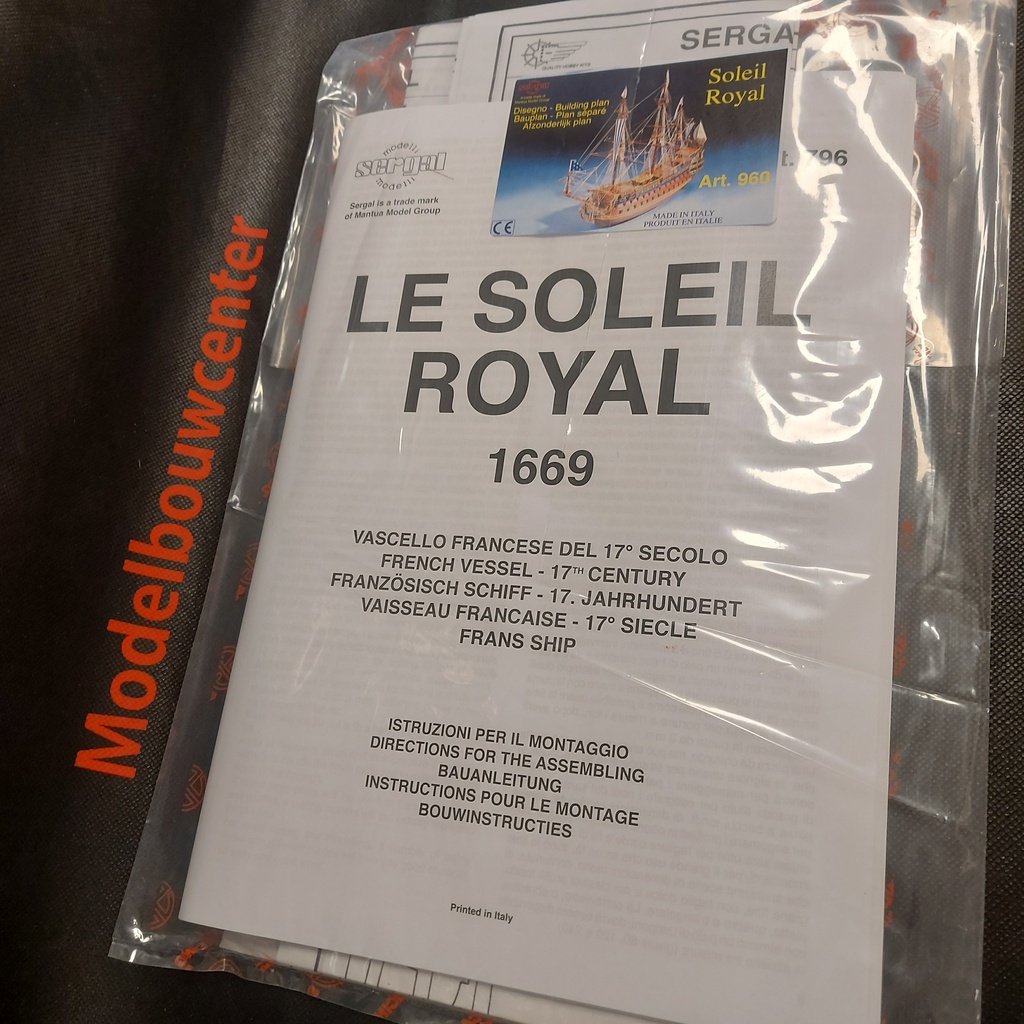 SERGA
QUALITY HOBBY KITS
Soleil
Royal
Disegno - Building plan
Bauplan - Plan séparé
Afzonderlijk plan
Art. 960
MADE IN ITALY
PRODUIT EN ITALIE
CE
t. 796
modelli
sergal
modelli
Sergal is a trade mark
of Mantua Model Group
LE SOLEIL
ROYAL
1669
VASCELLO FRANCESE DEL 17° SECOLO
FRENCH VESSEL - 17TH CENTURY
FRANZÖSISCH SCHIFF - 17. JAHRHUNDERT
VAISSEAU FRANCAISE - 17° SIECLE
FRANS SHIP
ISTRUZIONI PER IL MONTAGGIO
DIRECTIONS FOR THE ASSEMBLING
BAUANLEITUNG
INSTRUCTIONS POUR LE MONTAGE
BOUWINSTRUCTIES
Printed in Italy
Modelbouwcenter